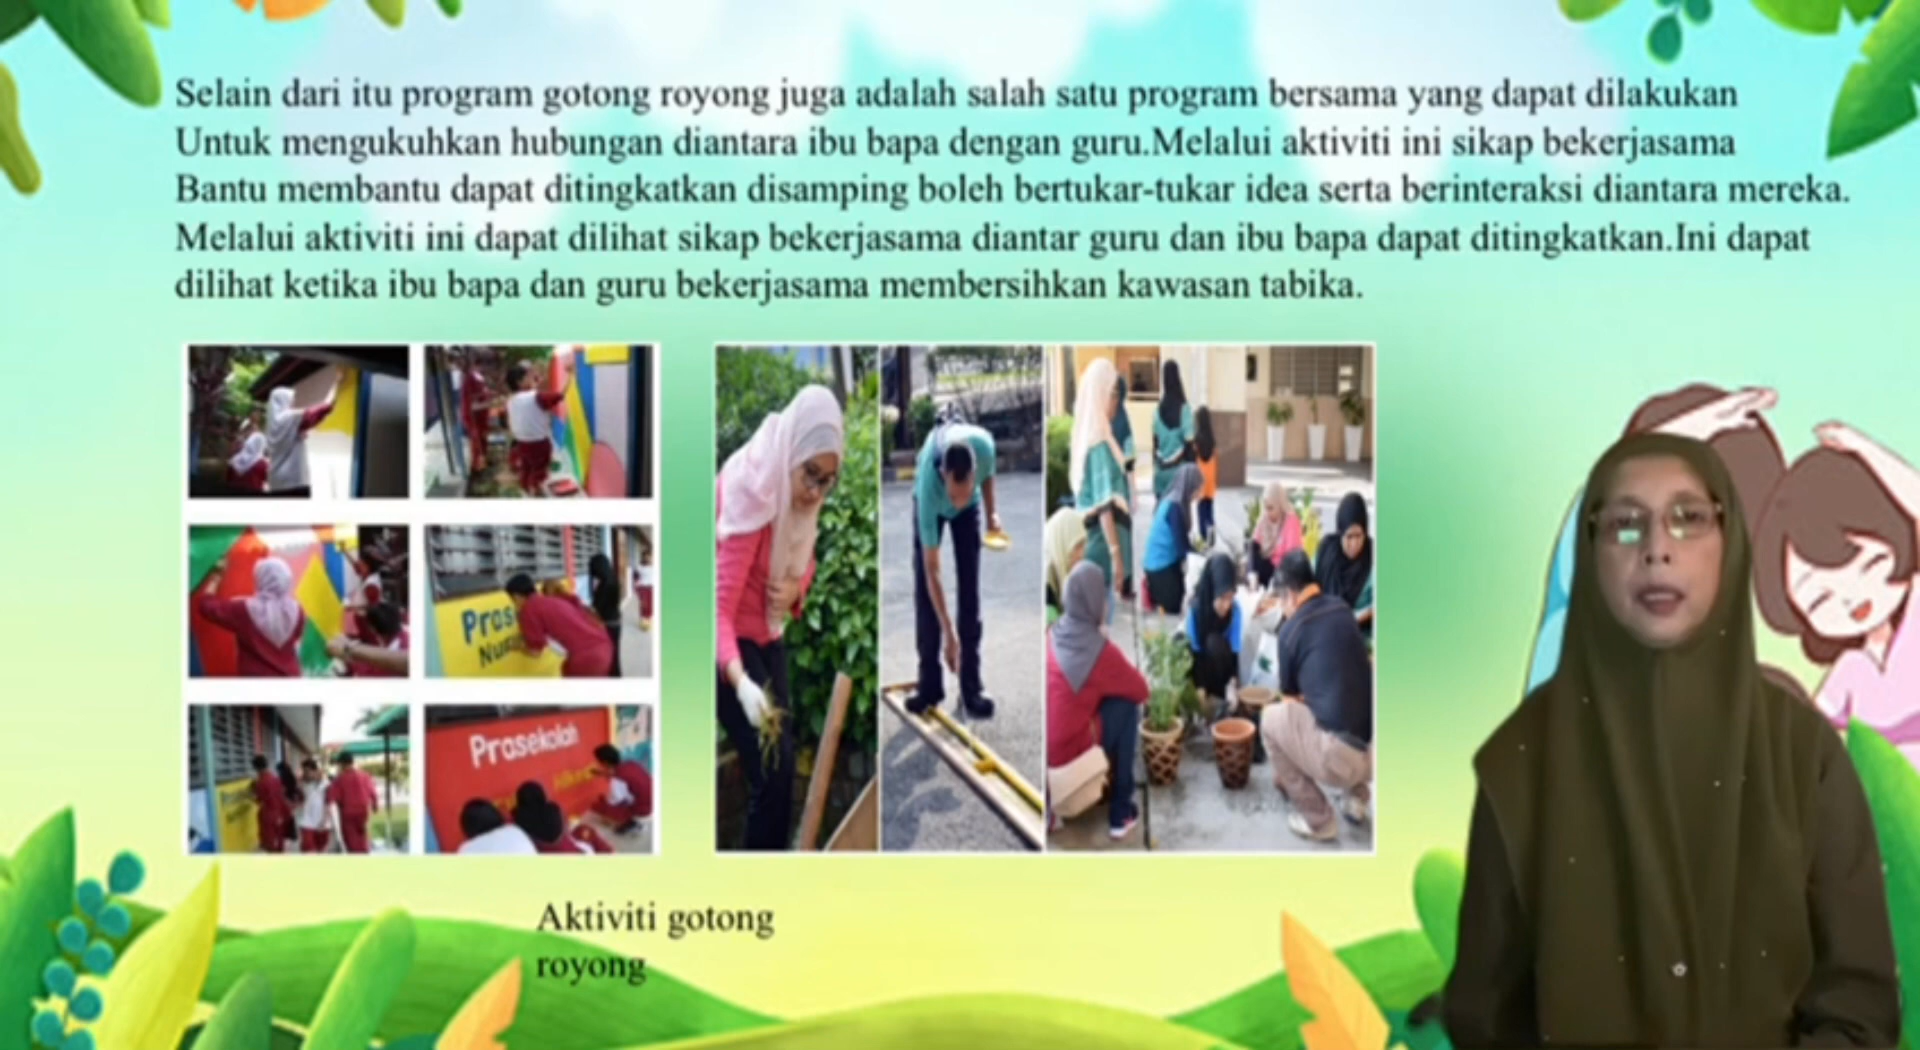 Selain dari itu program gotong royong juga adalah salah satu program bersama yang dapat dilakukan
Untuk mengukuhkan hubungan diantara ibu bapa dengan guru.Melalui aktiviti ini sikap bekerjasama
Bantu membantu dapat ditingkatkan disamping boleh bertukar-tukar idea serta berinteraksi diantara mereka.
Melalui aktiviti ini dapat dilihat sikap bekerjasama diantar guru dan ibu bapa dapat ditingkatkan.Ini dapat
dilihat ketika ibu bapa dan guru bekerjasama membersihkan kawasan tabika.
Prasekolah
Aktiviti gotong
royong